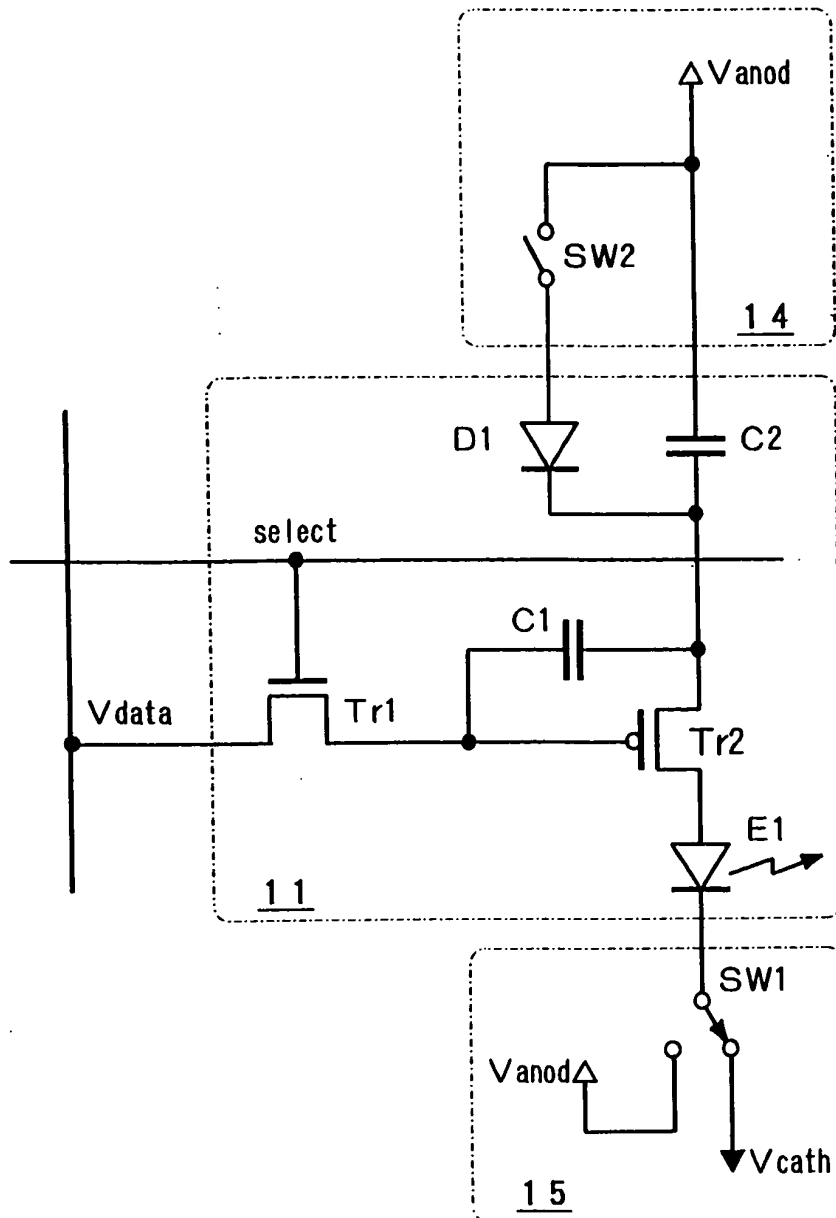 Vanod
SW2
14
D1
C2
select
C1
Vdata
Tr1
Tr2
E1
11
SW1
Vanod
Vcath
15